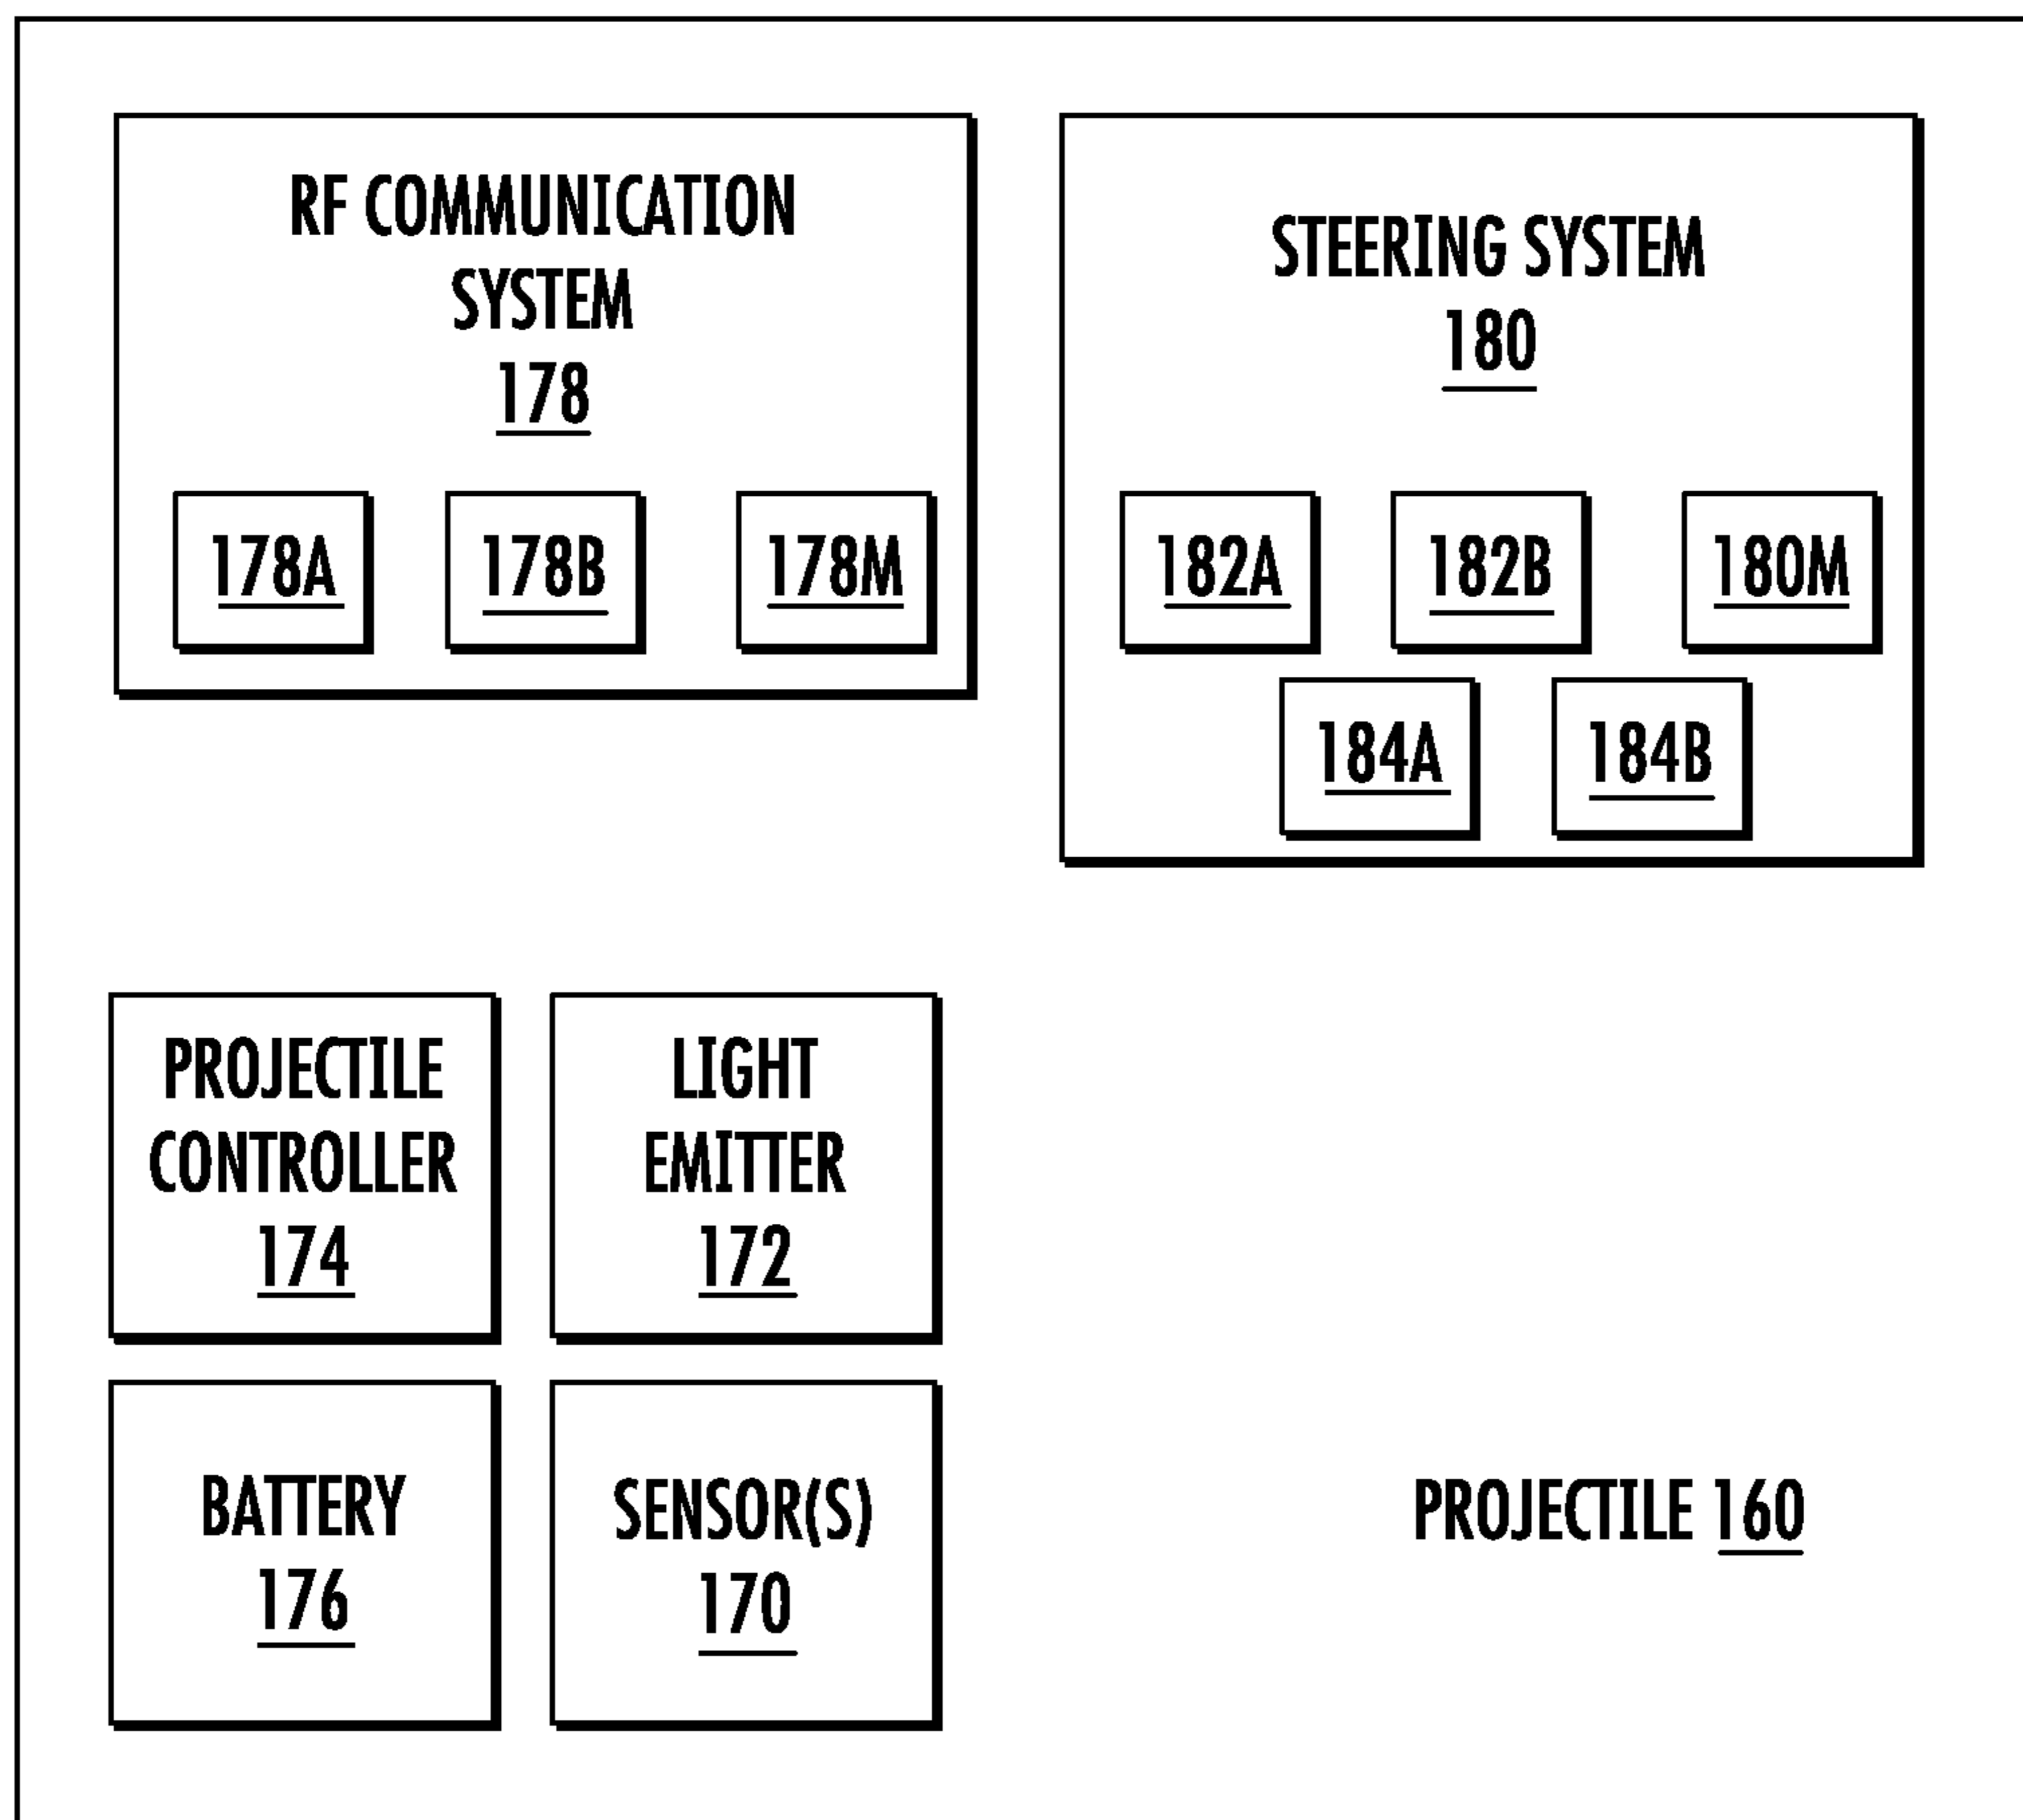 RF COMMUNICATION
SYSTEM
178
178A 178B 178M
STEERING SYSTEM
180
182A 182B 180M
184A 184B
PROJECTILE
CONTROLLER
174
LIGHT
EMITTER
172
BATTERY
176
SENSOR(S)
170
PROJECTILE 160